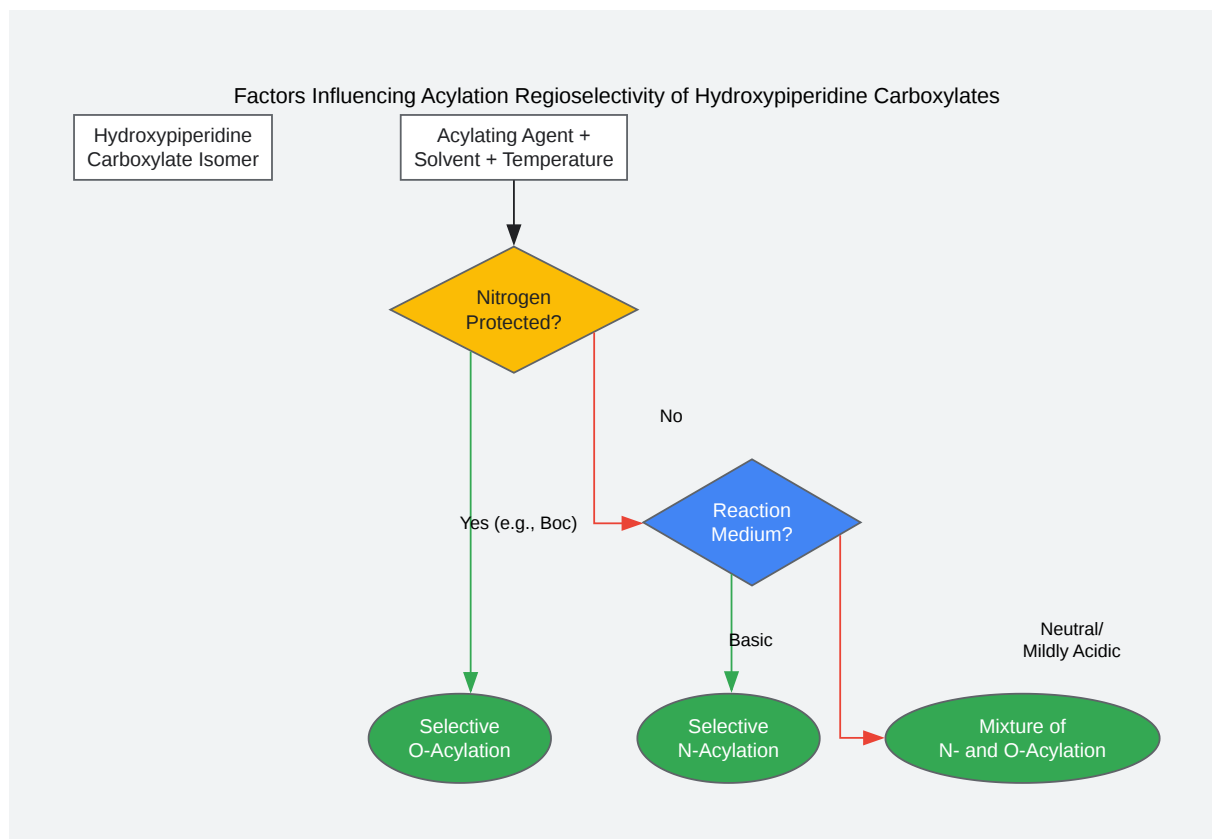 Factors Influencing Acylation Regioselectivity of Hydroxypiperidine Carboxylates
Hydroxypiperidine
Carboxylate Isomer
Acylating Agent +
Solvent + Temperature
Nitrogen
Protected?
No
Yes (e.g., Boc)
Reaction
Medium?
Basic
Neutral/
Mildly Acidic
Selective
O-Acylation
Selective
N-Acylation
Mixture of
N- and O-Acylation